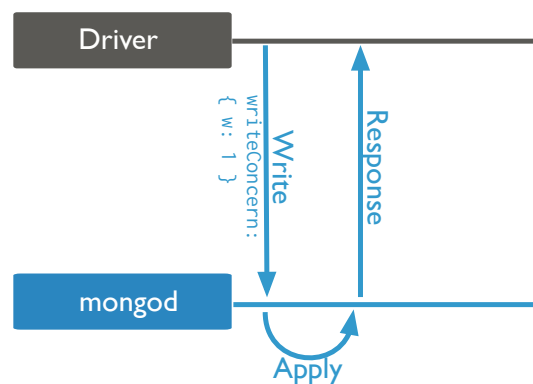 Driver
Write
writeConcern:
{ w: 1 }
Response
mongod
Apply